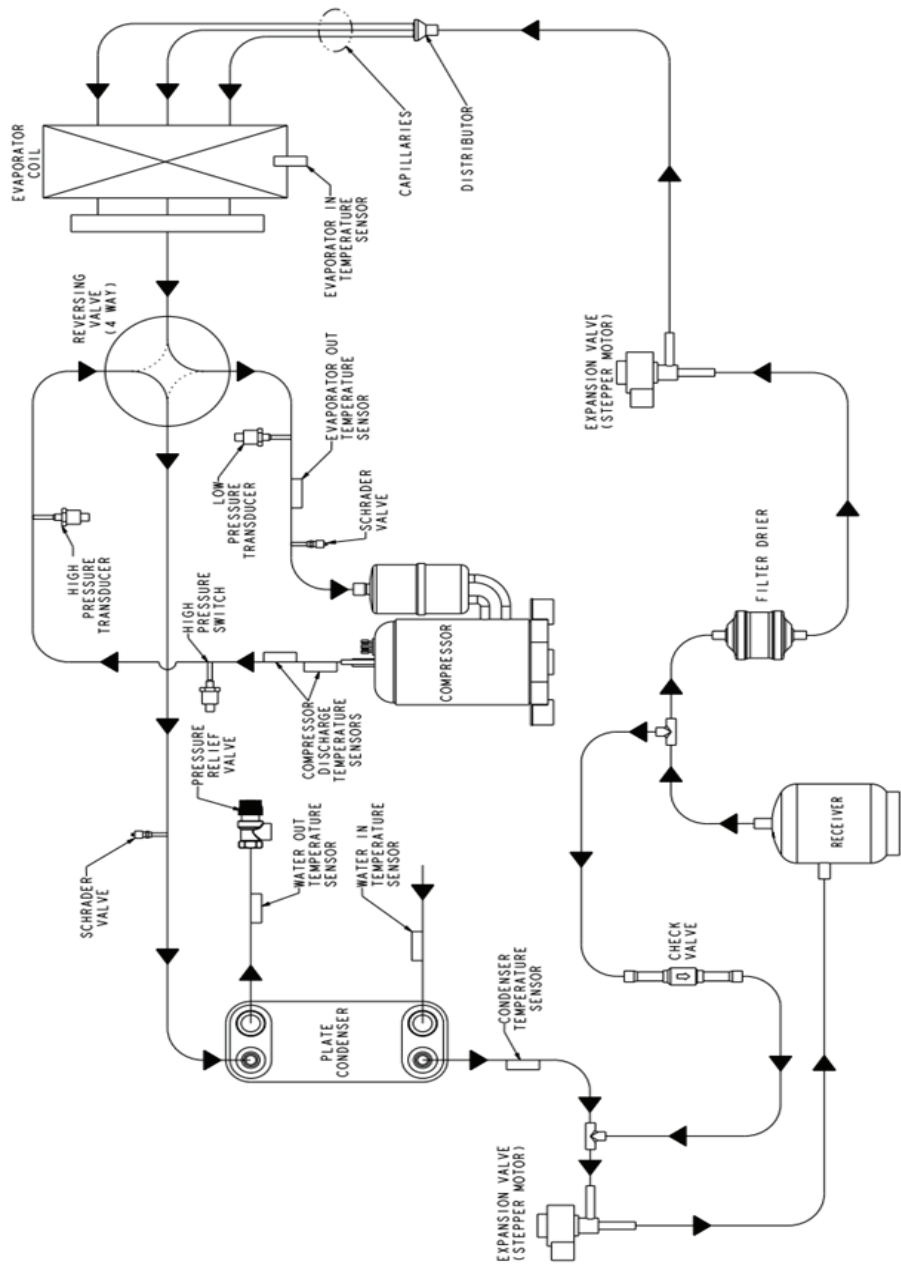 EVAPORATOR
COIL
REVERSING
VALVE
(4 WAY)
EVAPORATOR IN
TEMPERATURE
SENSOR
CAPILLARIES
DISTRIBUTOR
HIGH
PRESSURE
TRANSDUCER
HIGH
PRESSURE
SWITCH
LOW
PRESSURE
TRANSDUCER
EVAPORATOR OUT
TEMPERATURE
SENSOR
SCHRADER
VALVE
EXPANSION VALVE
(STEPPER MOTOR)
COMPRESSOR
FILTER DRIER
PRESSURE
RELIEF
VALVE
COMPRESSOR
DISCHARGE
TEMPERATURE
SENSORS
SCHRADER
VALVE
WATER OUT
TEMPERATURE
SENSOR
WATER IN
TEMPERATURE
SENSOR
RECEIVER
PLATE
CONDENSER
CONDENSER
TEMPERATURE
SENSOR
CHECK
VALVE
EXPANSION VALVE
(STEPPER MOTOR)